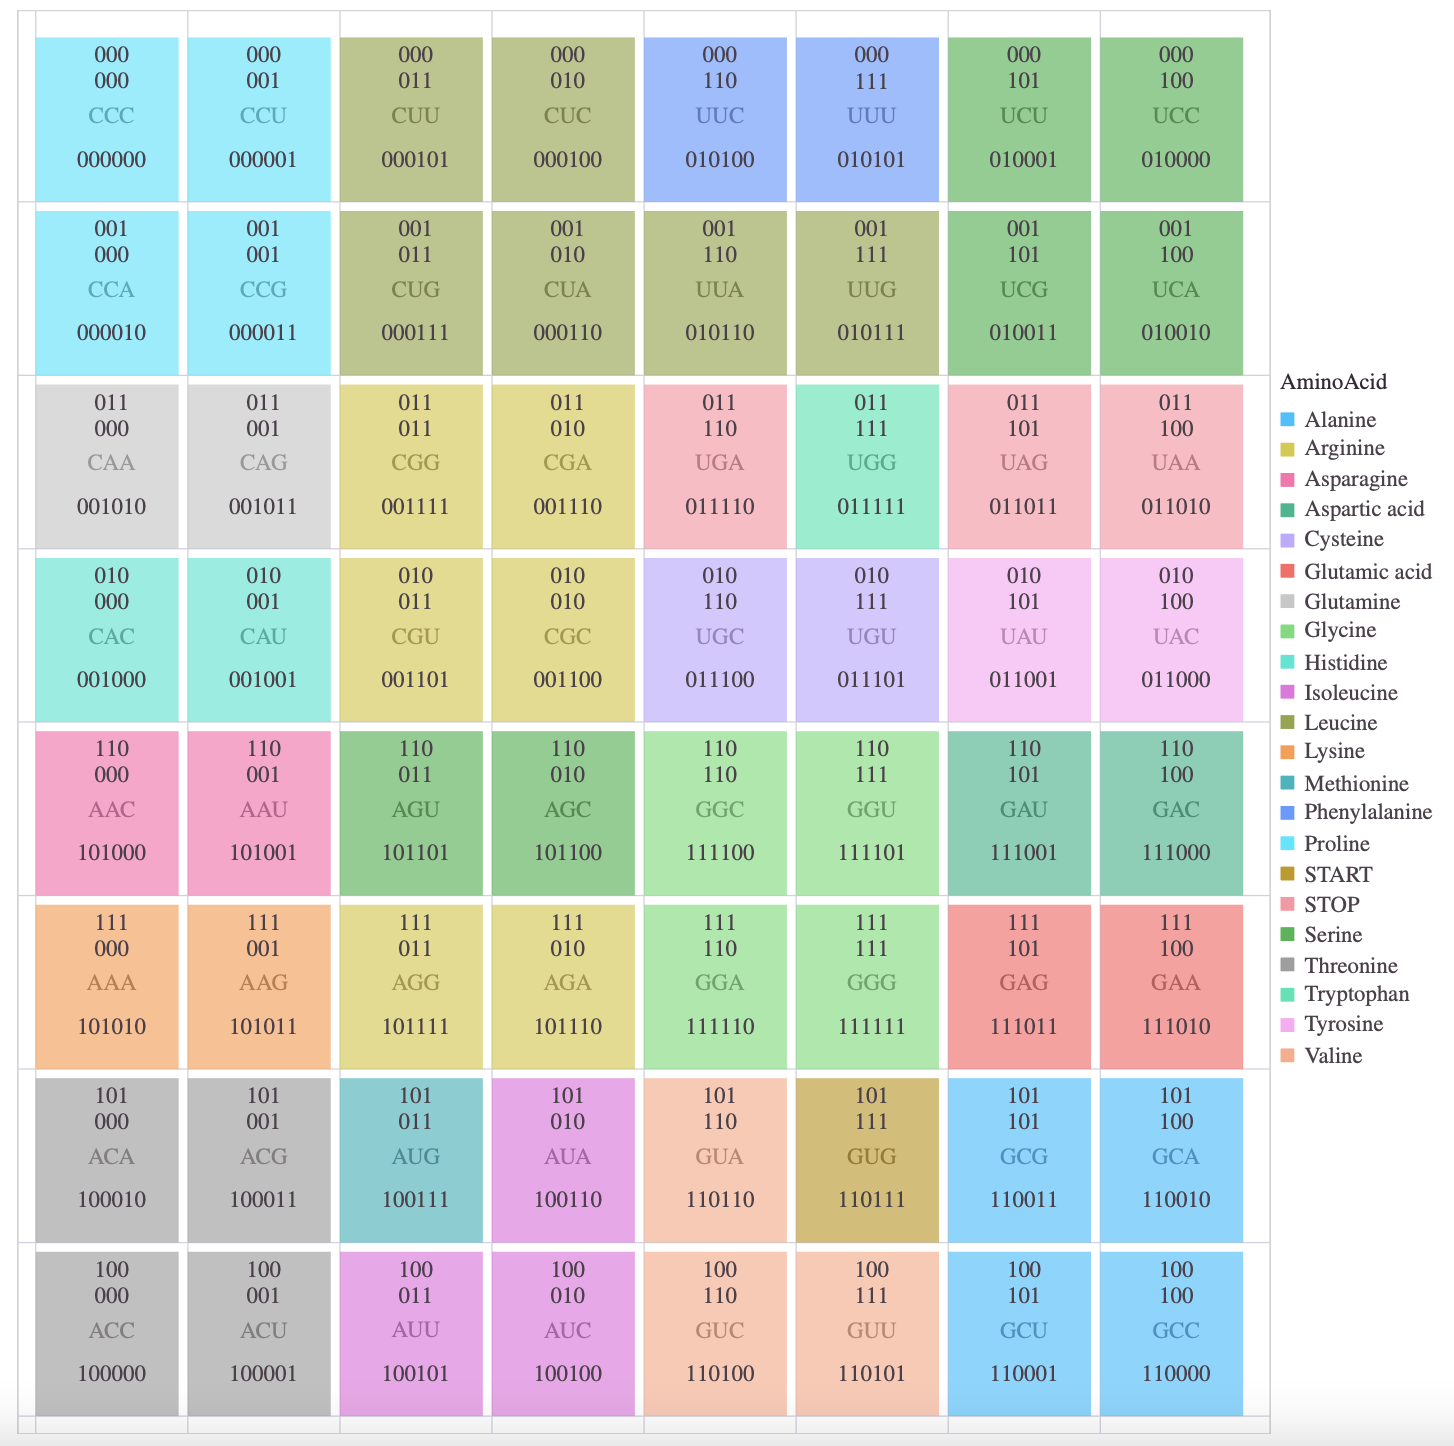 000 000 000 000 000 000 000 000
000 001 011 010 110 111 101 100
CCC CCU CUU CUC UUC UUU UCU UCC
000000 000001 000101 000100 010100 010101 010001 010000
001 001 001 001 001 001 001 001
000 001 011 010 110 111 101 100
CCA CCG CUG CUA UUA UUG UCG UCA
000010 000011 000111 000110 010110 010111 010011 010010
011 011 011 011 011 011 011 011
000 001 011 010 110 111 101 100
CAA CAG CGG CGA UGA UGG UAG UAA
001010 001011 001111 001110 011110 011111 011011 011010
010 010 010 010 010 010 010 010
000 001 011 010 110 111 101 100
CAC CAU CGU CGC UGC UGU UAU UAC
001000 001001 001101 001100 011100 011101 011001 011000
110 110 110 110 110 110 110 110
000 001 011 010 110 111 101 100
AAC AAU AGU AGC GGC GGU GAU GAC
101000 101001 101101 101100 111100 111101 111001 111000
111 111 111 111 111 111 111 111
000 001 011 010 110 111 101 100
AAA AAG AGG AGA GGA GGG GAG GAA
101010 101011 101111 101110 111110 111111 111011 111010
101 101 101 101 101 101 101 101
000 001 011 010 110 111 101 100
ACA ACG AUG AUA GUA GUG GCG GCA
100010 100011 100111 100110 110110 110111 110011 110010
100 100 100 100 100 100 100 100
000 001 011 010 110 111 101 100
ACC ACU AUU AUC GUC GUU GCU GCC
100000 100001 100101 100100 110100 110101 110001 110000
AminoAcid
Alanine
Arginine
Asparagine
Aspartic acid
Cysteine
Glutamic acid
Glutamine
Glycine
Histidine
Isoleucine
Leucine
Lysine
Methionine
Phenylalanine
Proline
START
STOP
Serine
Threonine
Tryptophan
Tyrosine
Valine